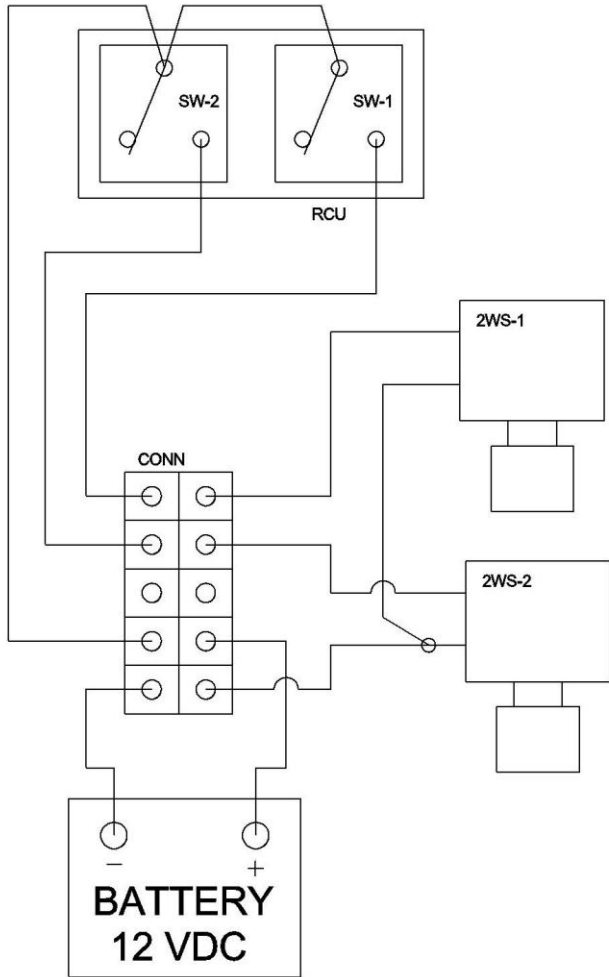 SW-2
SW-1
RCU
2WS-1
CONN
2WS-2
− +
BATTERY
12 VDC